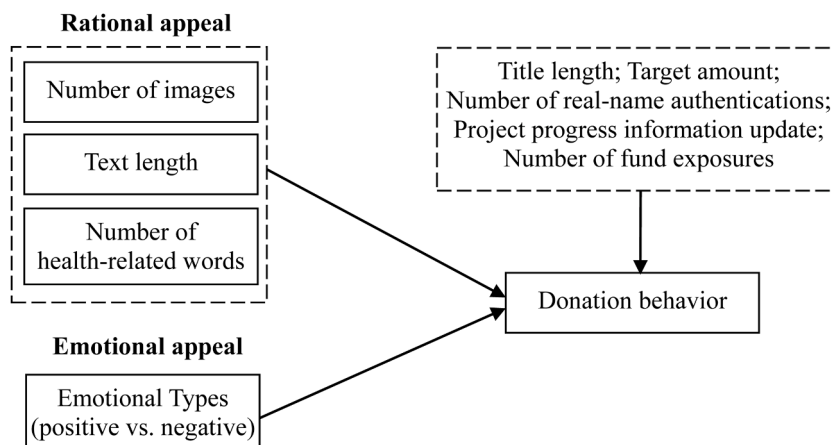 Rational appeal
Number of images
Text length
Number of
health-related words
Emotional appeal
Emotional Types
(positive vs. negative)
Title length; Target amount;
Number of real-name authentications;
Project progress information update;
Number of fund exposures
Donation behavior